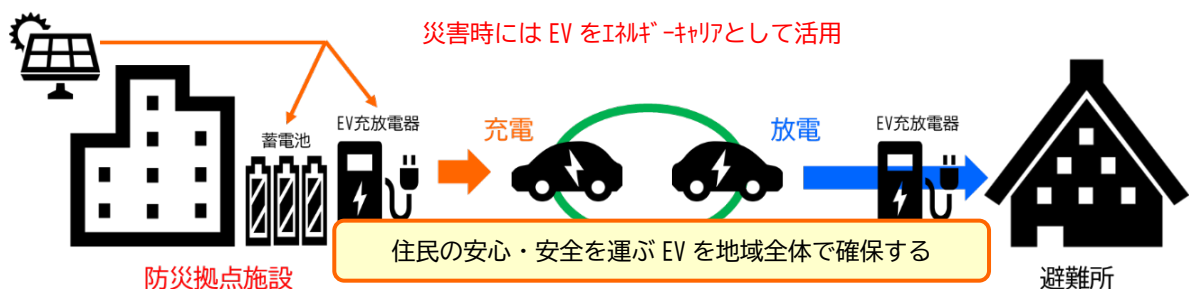 災害時には EV をエネルギーキャリアとして活用
蓄電池
EV充放電器
充電
放電
EV充放電器
住民の安心・安全を運ぶ EV を地域全体で確保する
防災拠点施設
避難所